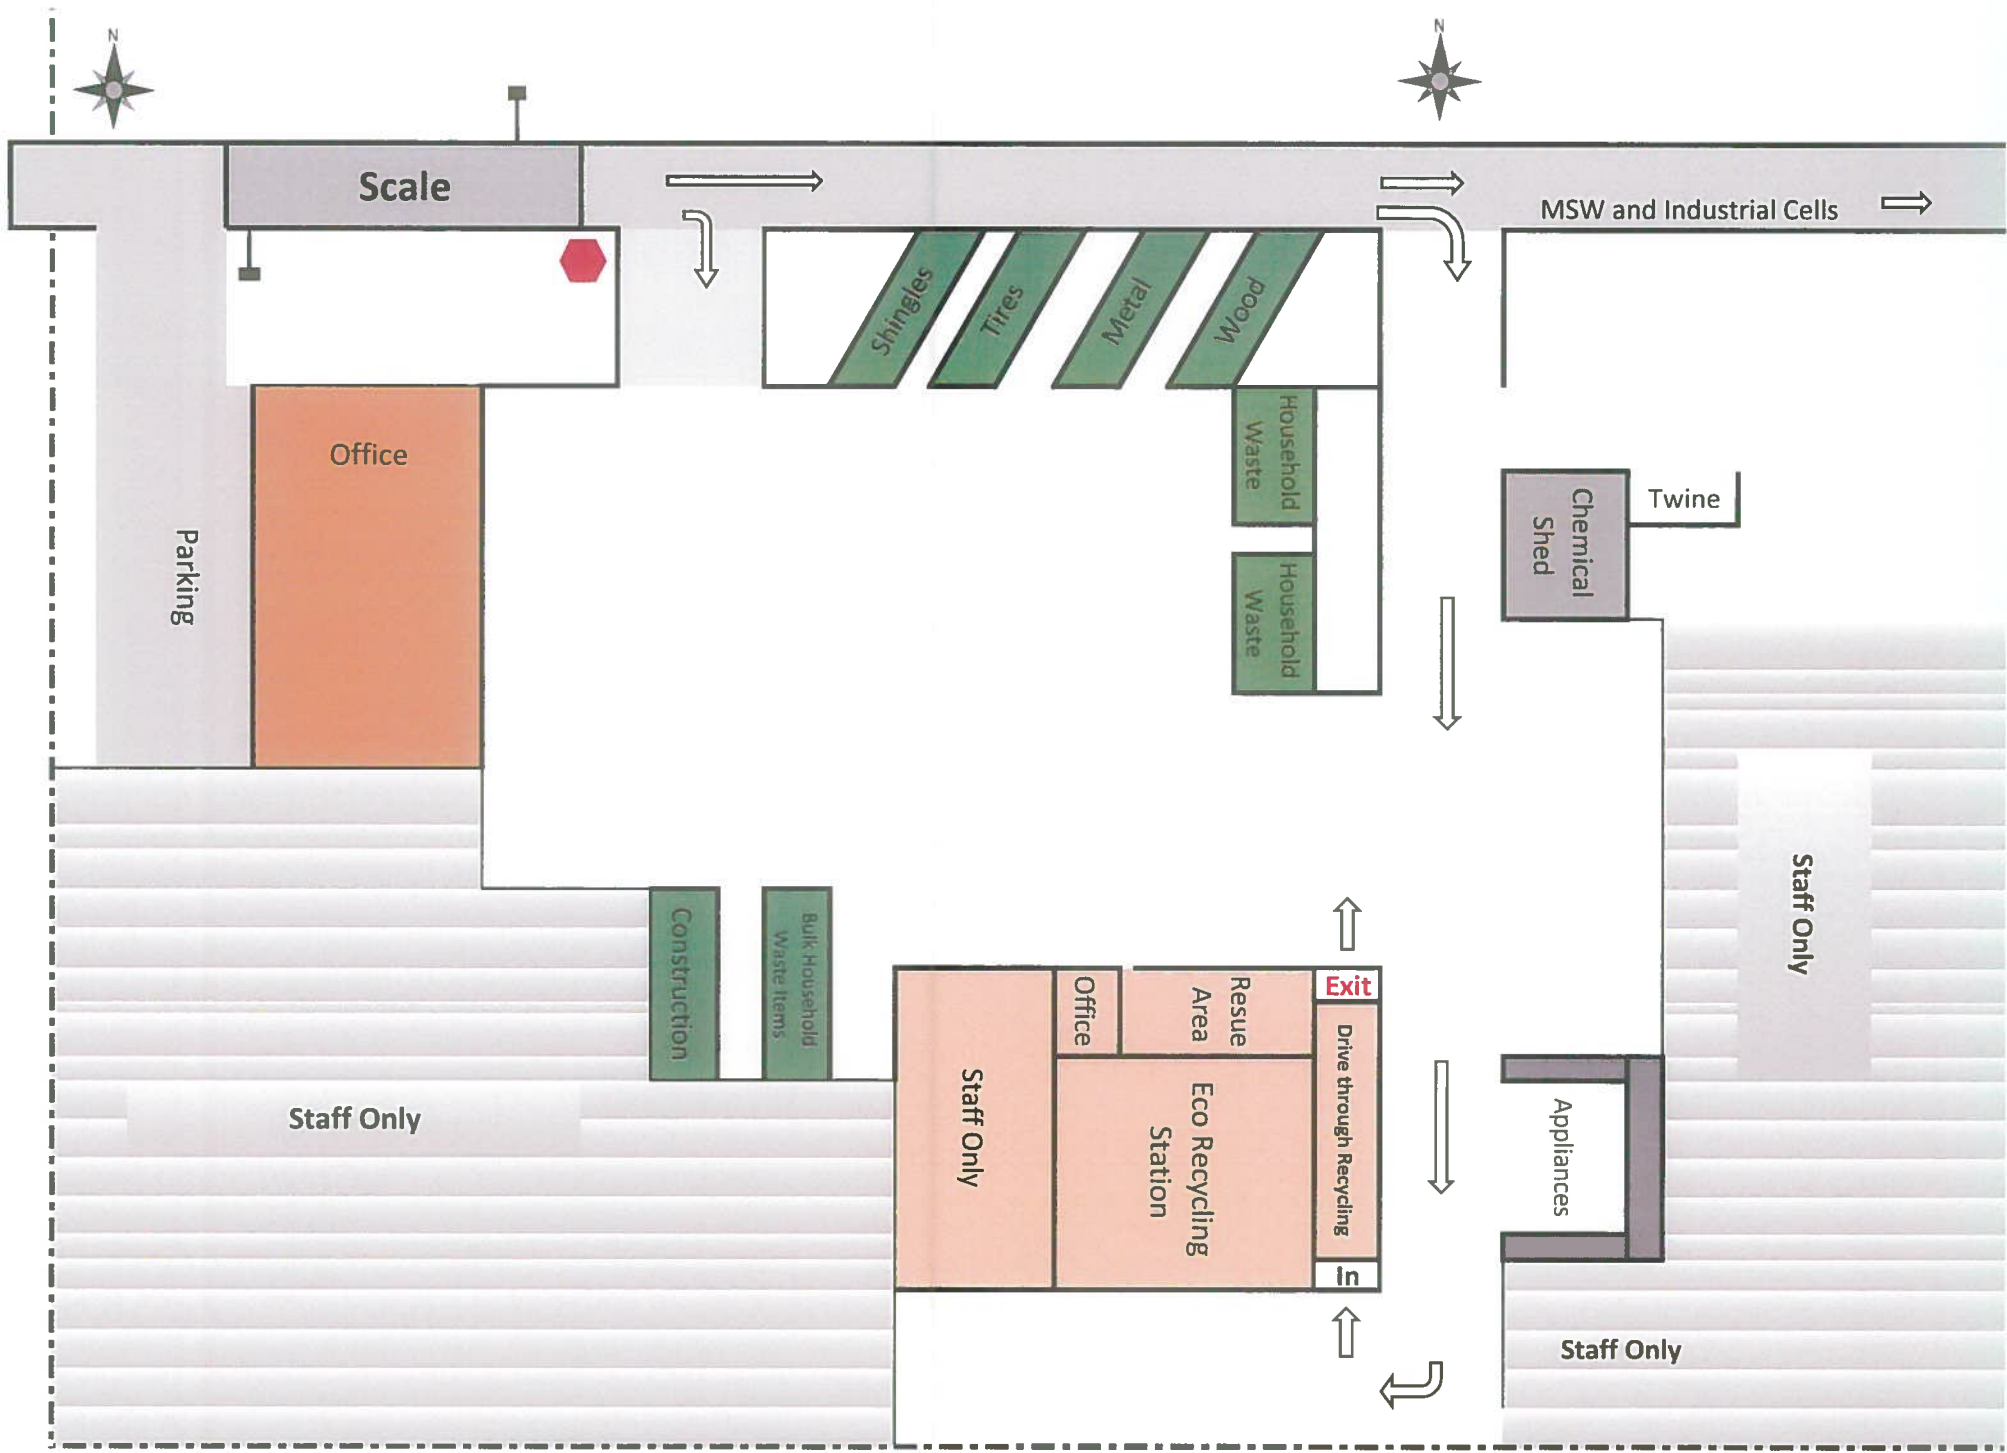 N
N
Scale
MSW and Industrial Cells
Shingles
Tires
Metal
Wood
Household
Waste
Household
Waste
Office
Parking
Chemical
Shed
Twine
Staff Only
Construction
Bulk Household
Waste Items
Staff Only
Staff Only
Office
Resue
Area
Exit
Drive through Recycling
Eco Recycling
Station
In
Appliances
Staff Only